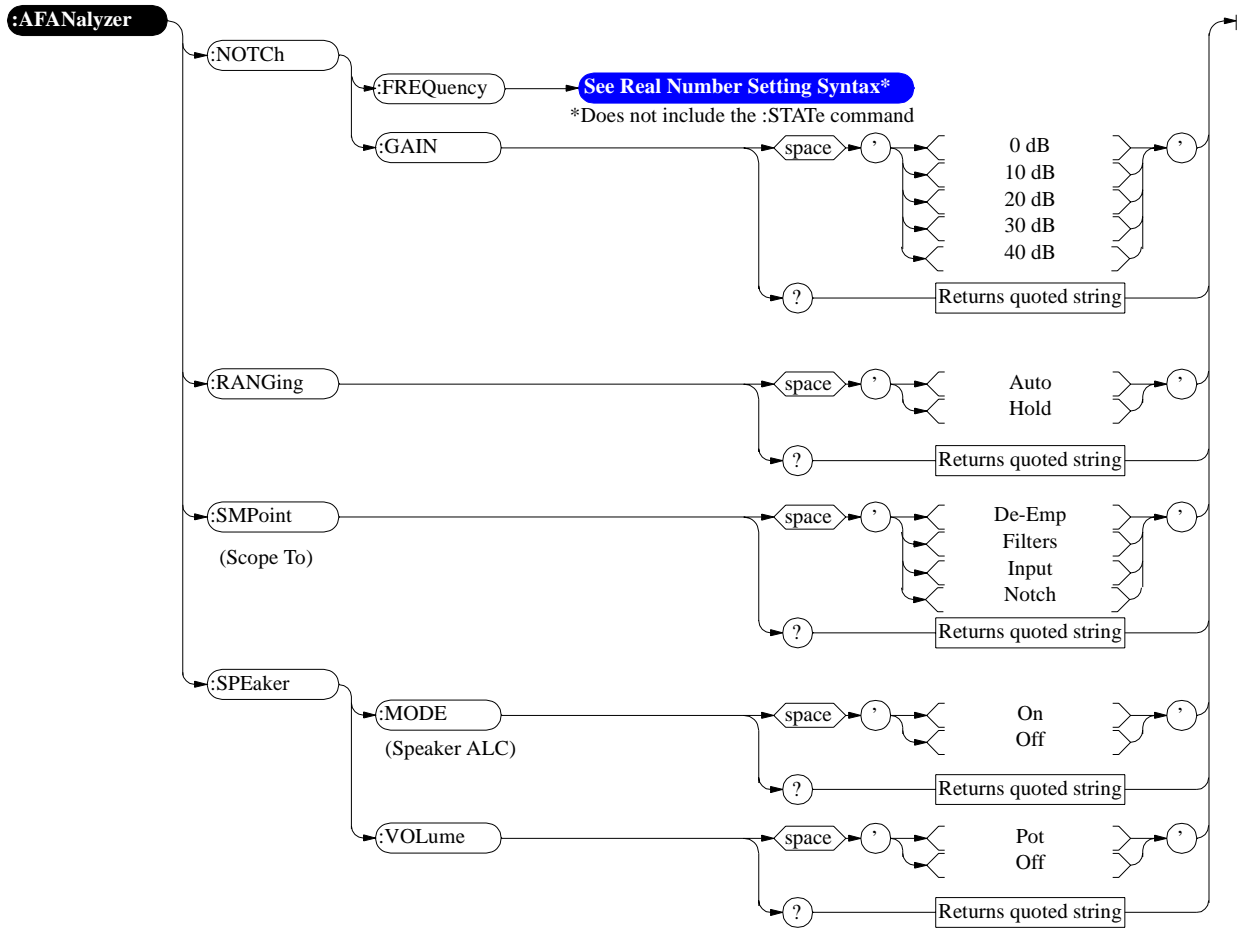 :AFANalyzer
:NOTCh
:FREQuency
See Real Number Setting Syntax*
*Does not include the :STATe command
:GAIN
space
’
0 dB
’
10 dB
20 dB
30 dB
40 dB
?
Returns quoted string
:RANGing
space
’
Auto
’
Hold
?
Returns quoted string
:SMPoint
(Scope To)
space
’
De-Emp
’
Filters
Input
Notch
?
Returns quoted string
:SPEaker
:MODE
(Speaker ALC)
space
’
On
’
Off
?
Returns quoted string
:VOLume
space
’
Pot
’
Off
?
Returns quoted string